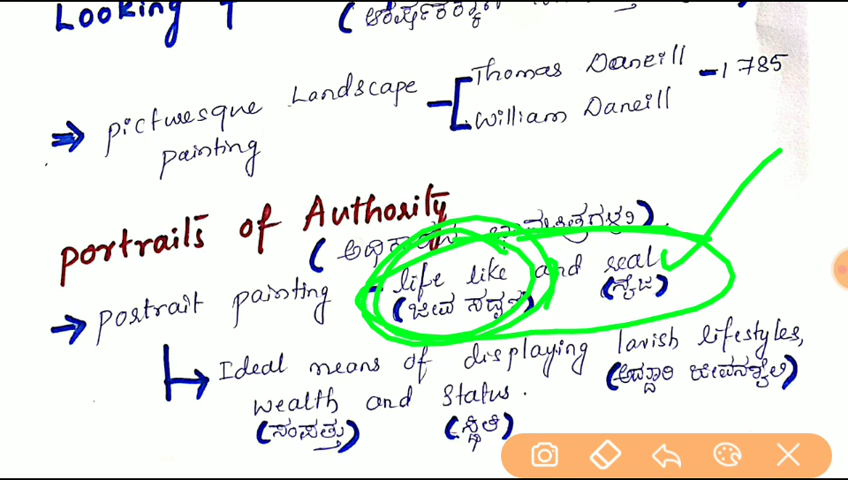 Looking
=> picturesque Landscape painting
Thomas Daneill
William Daneill
- 1785
Portraits of Authority
=> portrait painting - life like and real
(ಜೀವ ಸದೃಶ) (ನೈಜ)
Ideal means of displaying lavish lifestyles,
(ಅದ್ದೂರಿ ಜೀವನಶೈಲಿ)
wealth and status.
(ಸಂಪತ್ತು) (ಸ್ಥಿತಿ)